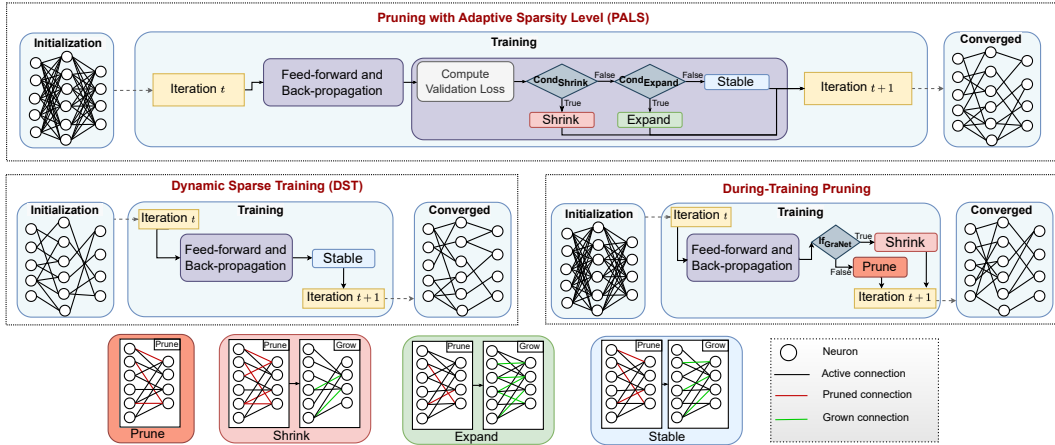 Pruning with Adaptive Sparsity Level (PALS)
Initialization
Training
Converged
Iteration t
Feed-forward and
Back-propagation
Compute
Validation Loss
CondShrink
False
CondExpand
False
Stable
True
True
Shrink
Expand
Iteration t + 1
Dynamic Sparse Training (DST)
Initialization
Training
Converged
Iteration t
Feed-forward and
Back-propagation
Stable
Iteration t + 1
During-Training Pruning
Initialization
Training
Converged
Iteration t
Feed-forward and
Back-propagation
IfGraNet
True
Shrink
False
Prune
Iteration t + 1
Prune
Prune
Prune
Grow
Shrink
Prune
Grow
Expand
Prune
Grow
Stable
Neuron
Active connection
Pruned connection
Grown connection